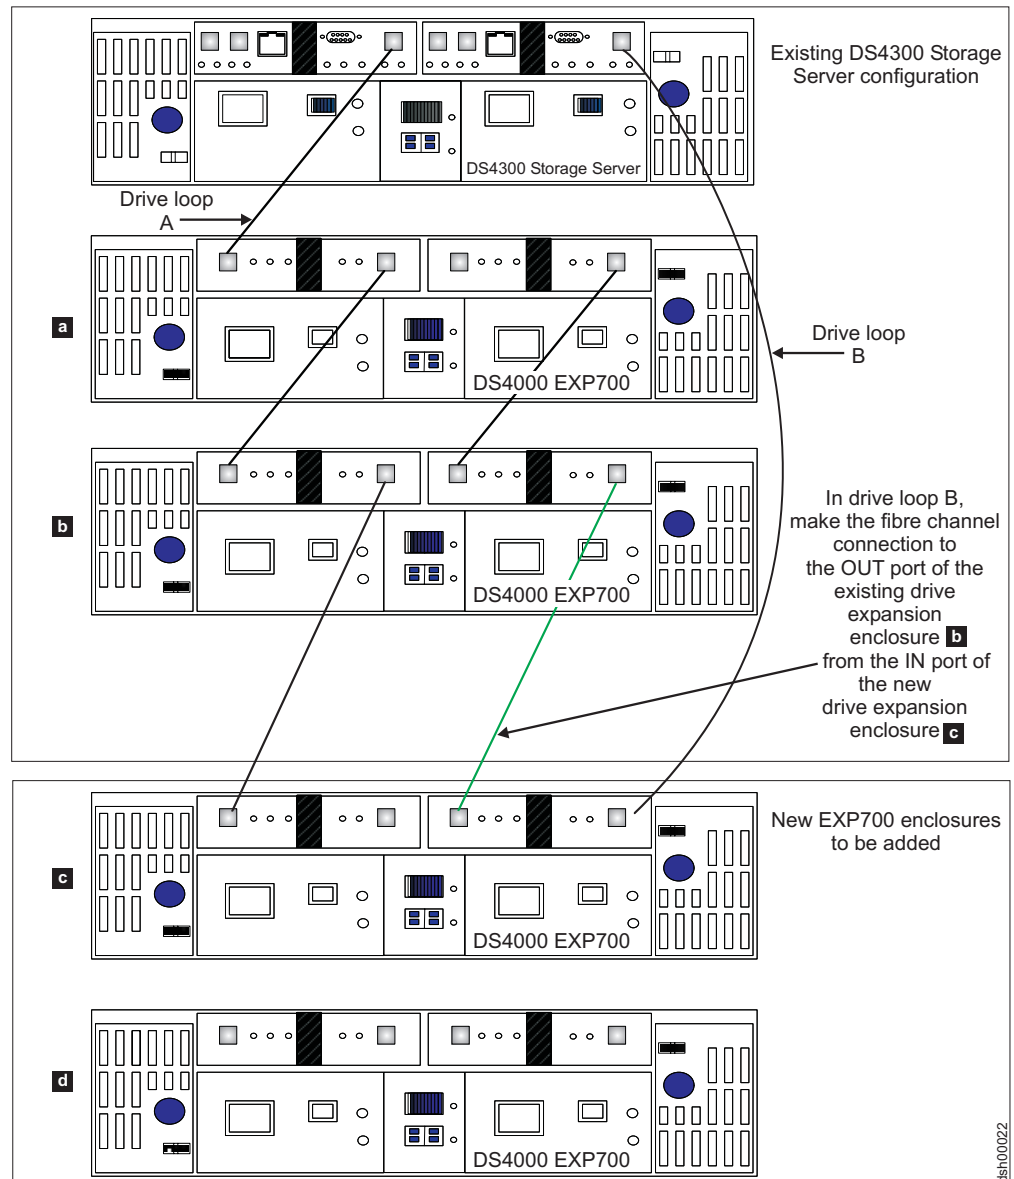 Existing DS4300 Storage
Server configuration
DS4300 Storage Server
Drive loop
A
a
DS4000 EXP700
Drive loop
B
b
DS4000 EXP700
In drive loop B,
make the fibre channel
connection to
the OUT port of the
existing drive
expansion
enclosure b
from the IN port of
the new
drive expansion
enclosure c
New EXP700 enclosures
to be added
c
DS4000 EXP700
d
DS4000 EXP700
dsh00022